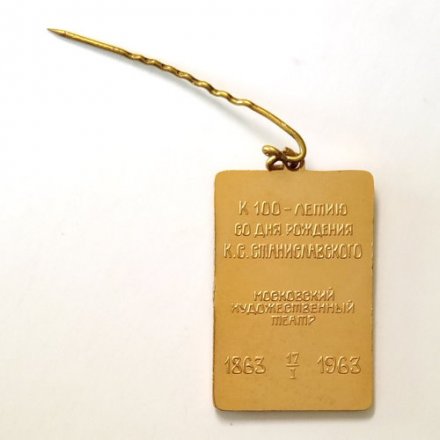 К 100-ЛЕТИЮ
СО ДНЯ РОЖДЕНИЯ
К.С. СТАНИСЛАВСКОГО
МОСКОВСКИЙ
ХУДОЖЕСТВЕННЫЙ
ТЕАТР
1863 17/I 1963